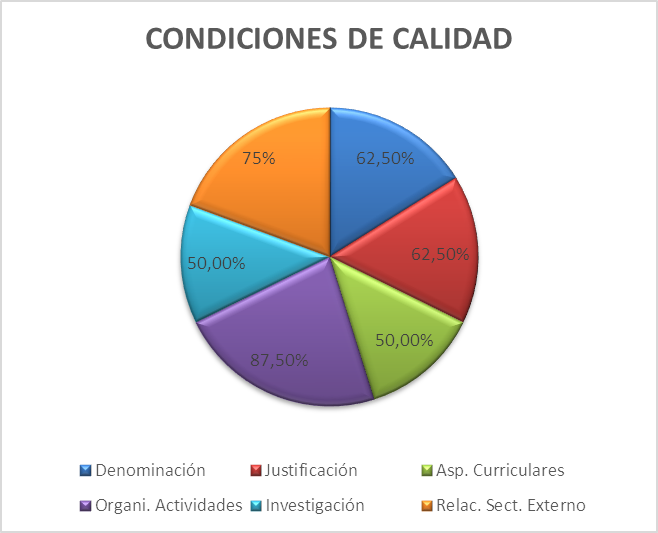 CONDICIONES DE CALIDAD
75%
62,50%
50,00%
62,50%
87,50%
50,00%
Denominación
Justificación
Asp. Curriculares
Organi. Actividades
Investigación
Relac. Sect. Externo